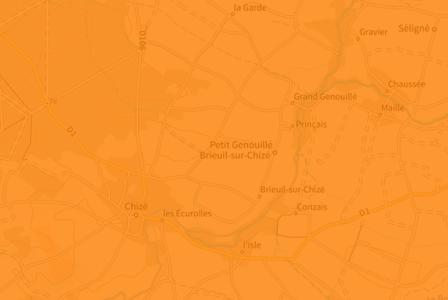 la Garde
Séligné
Gravier
D106
Chaussée
Grand Genouillé
Maillé
Prinçais
D1
Petit Genouillé
Brieuil-sur-Chizé
Brieuil-sur-Chizé
Chizé
les Écurolles
Conzais
D1
l'Isle